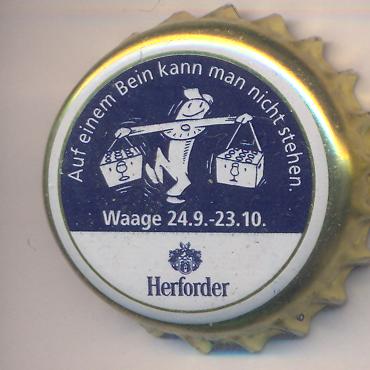 Auf einem Bein kann man nicht stehen.
Waage 24.9.-23.10.
Herforder